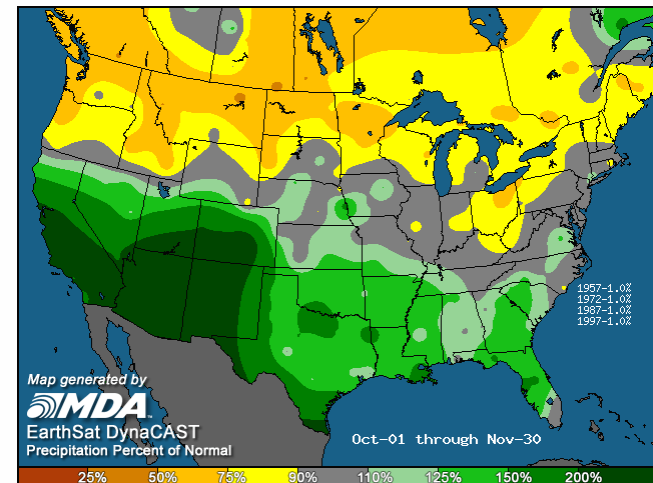 1957-1.0%
1972-1.0%
1987-1.0%
1997-1.0%
Map generated by
MDA
EarthSat DynaCAST
Precipitation Percent of Normal
Oct-01 through Nov-30
25% 50% 75% 90% 110% 125% 150% 200%